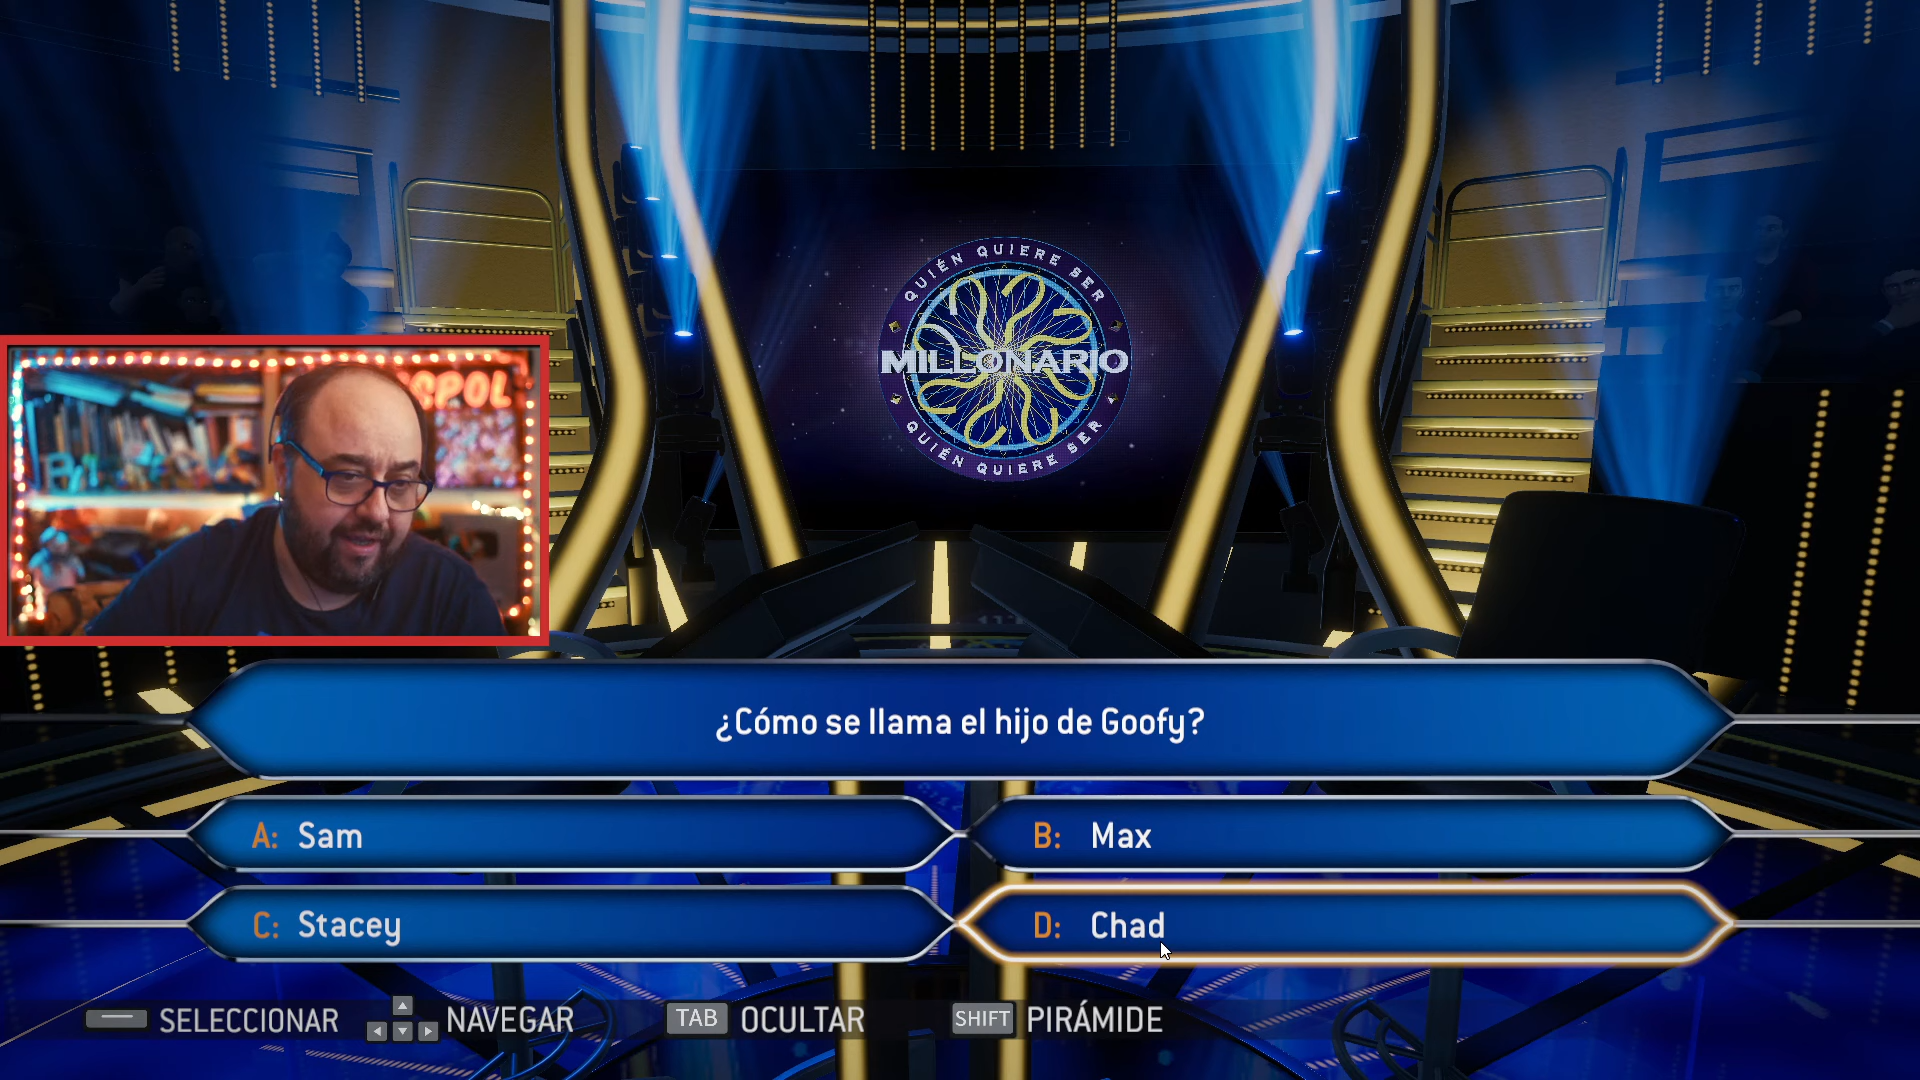 QUIÉN QUIERE SER
MILLONARIO
QUIÉN QUIERE SER
SPOL
¿Cómo se llama el hijo de Goofy?
A: Sam
B: Max
C: Stacey
D: Chad
SELECCIONAR
NAVEGAR
TAB OCULTAR
SHIFT PIRÁMIDE